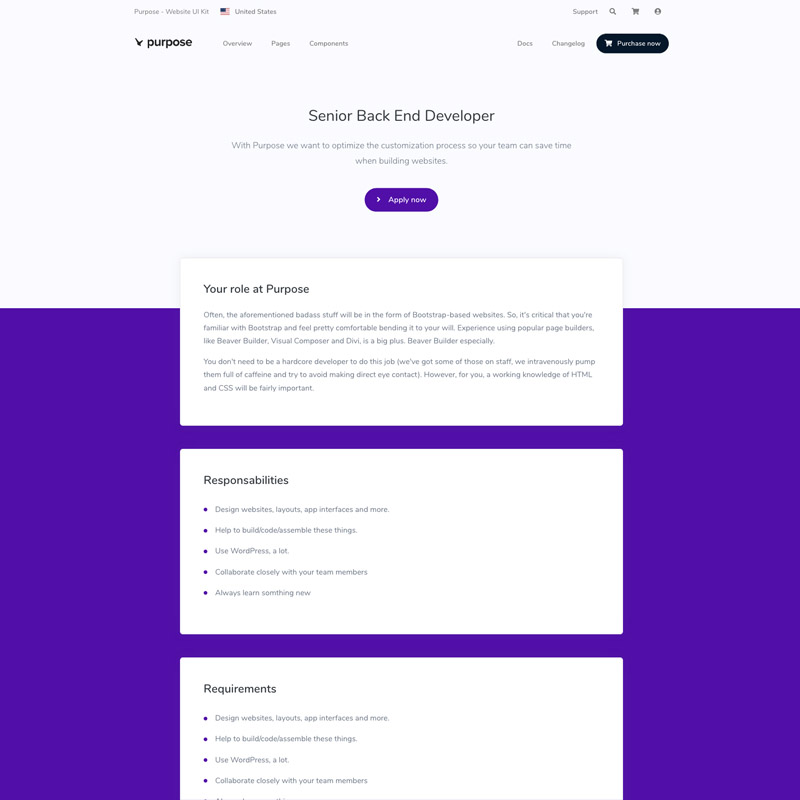 Purpose - Website UI Kit United States Support
purpose Overview Pages Components Docs Changelog Purchase now
Senior Back End Developer
With Purpose we want to optimize the customization process so your team can save time
when building websites.
Apply now
Your role at Purpose
Often, the aforementioned badass stuff will be in the form of Bootstrap-based websites. So, it's critical that you're
familiar with Bootstrap and feel pretty comfortable bending it to your will. Experience using popular page builders,
like Beaver Builder, Visual Composer and Divi, is a big plus. Beaver Builder especially.
You don't need to be a hardcore developer to do this job (we've got some of those on staff, we intravenously pump
them full of caffeine and try to avoid making direct eye contact). However, for you, a working knowledge of HTML
and CSS will be fairly important.
Responsabilities
Design websites, layouts, app interfaces and more.
Help to build/code/assemble these things.
Use WordPress, a lot.
Collaborate closely with your team members
Always learn somthing new
Requirements
Design websites, layouts, app interfaces and more.
Help to build/code/assemble these things.
Use WordPress, a lot.
Collaborate closely with your team members